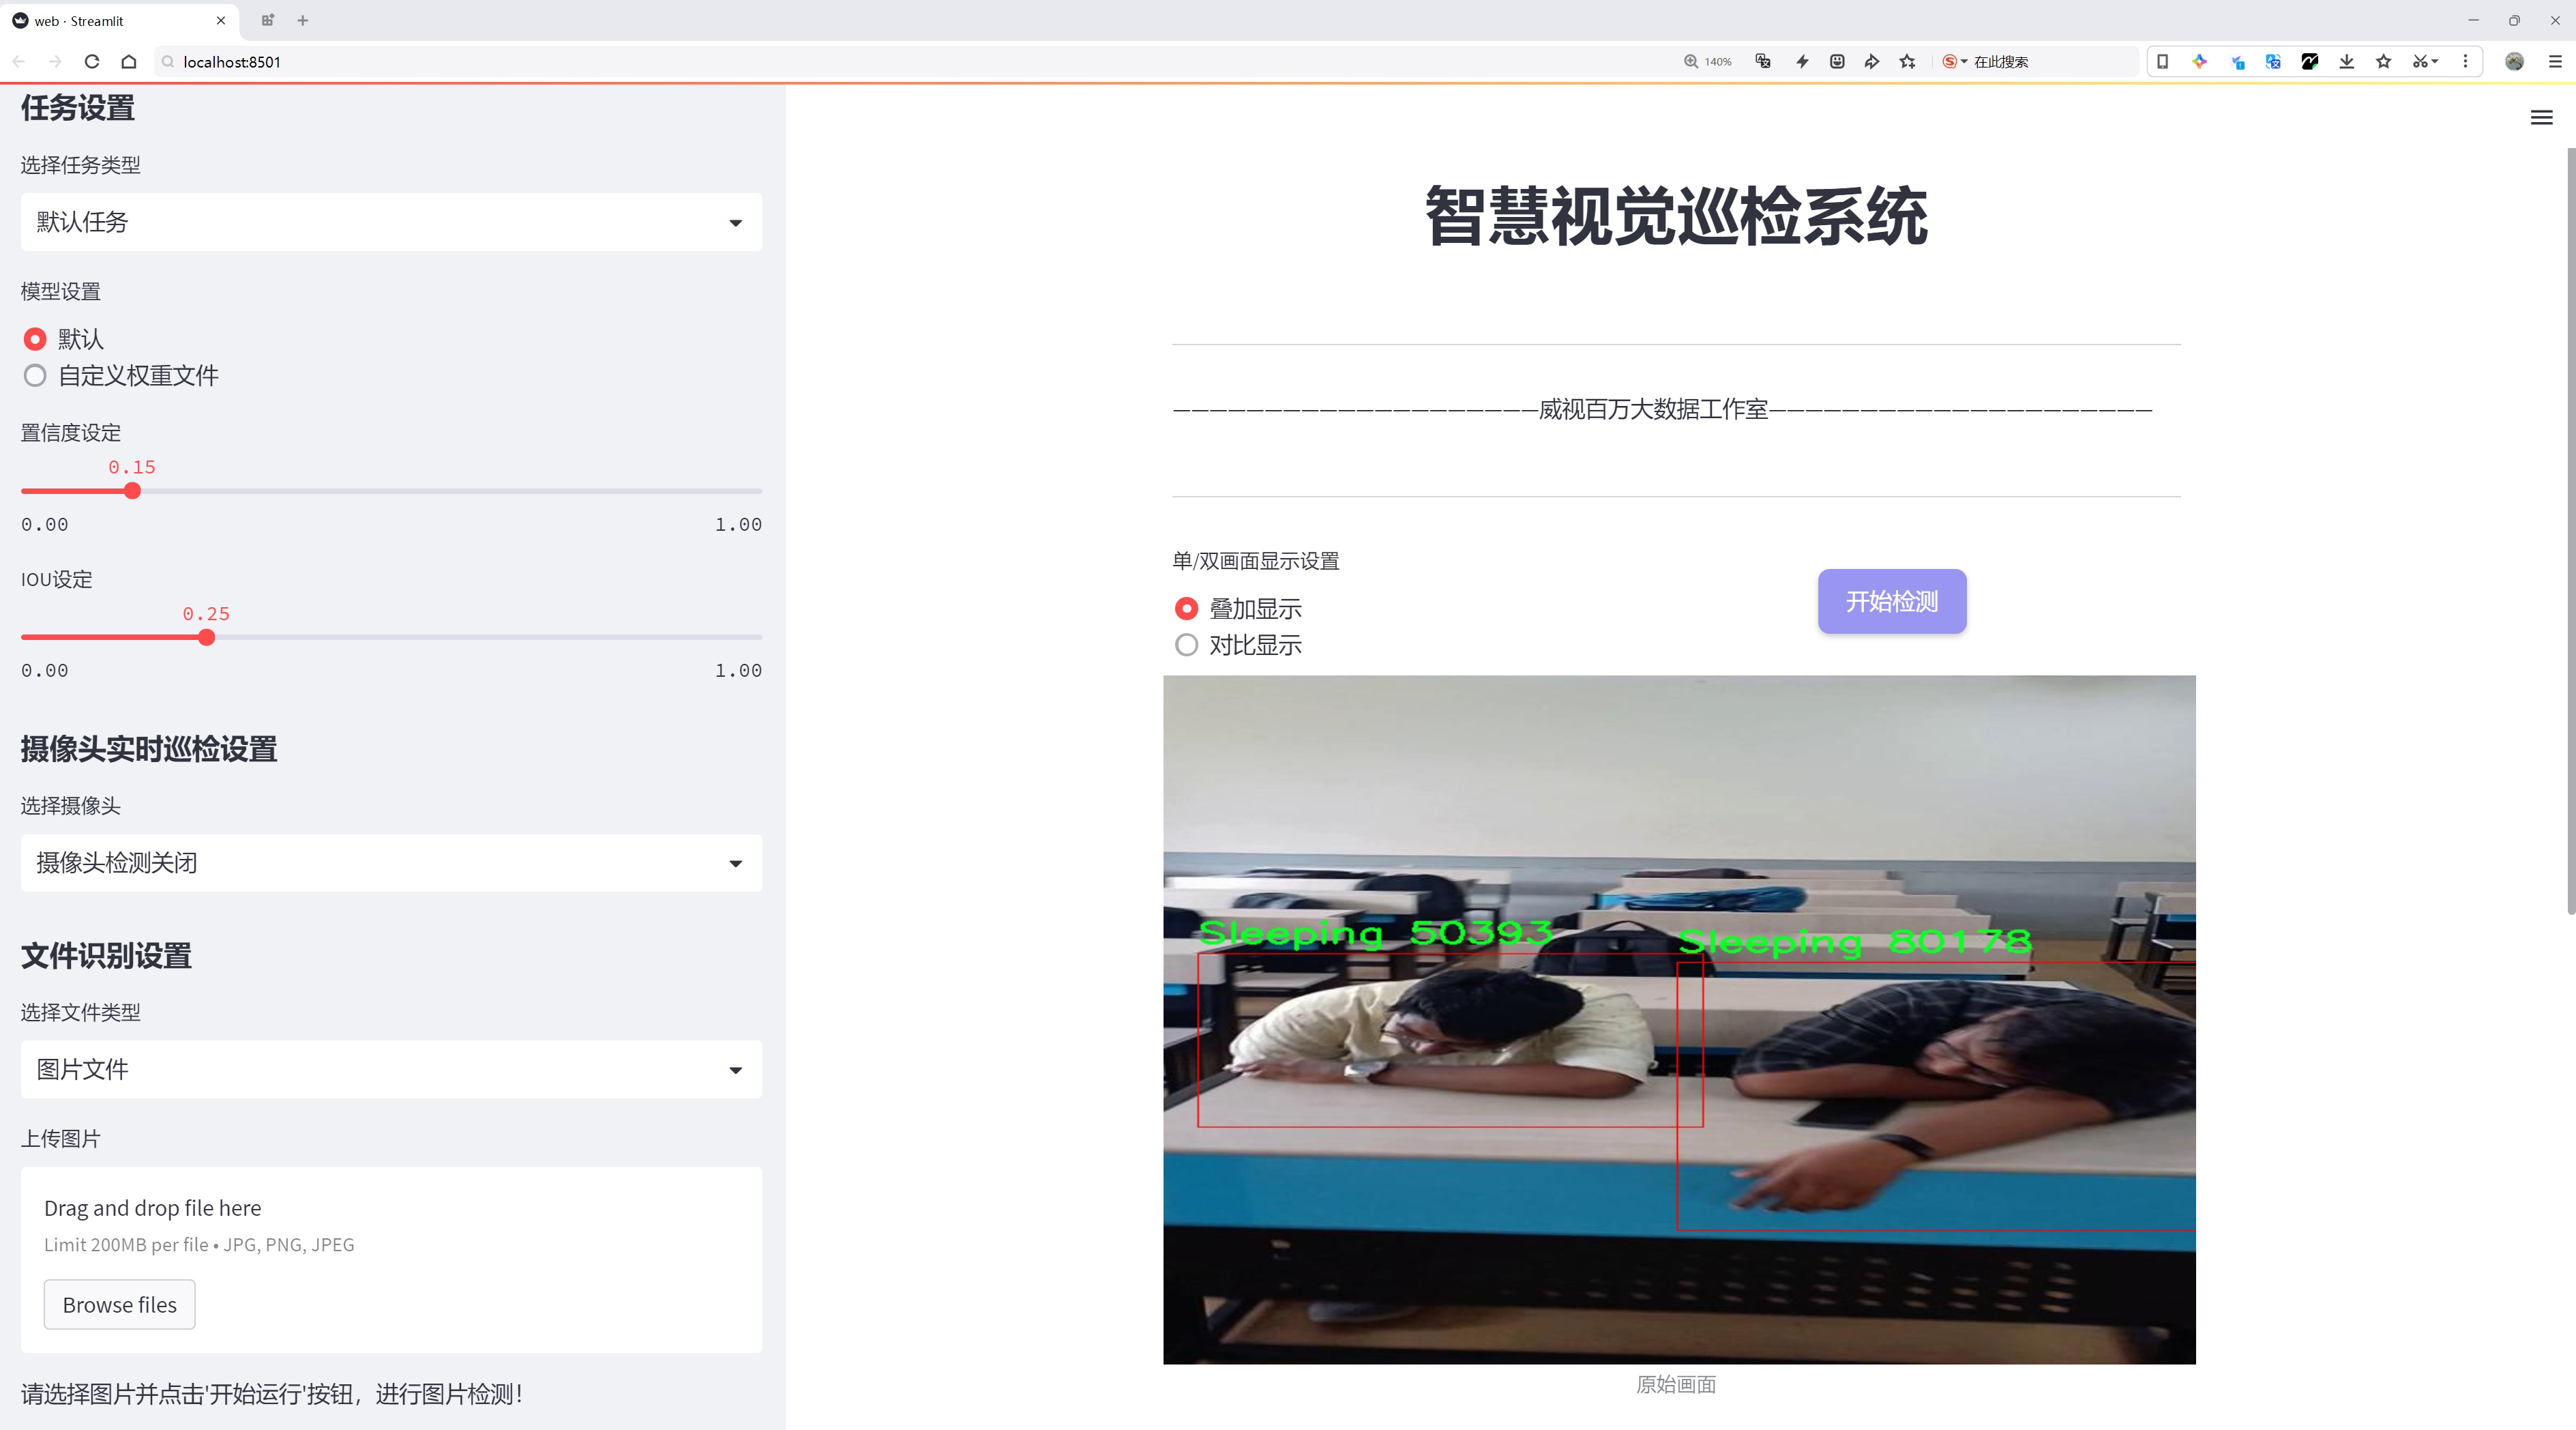 web · Streamlit
localhost:8501
140%
在此搜索
任务设置
选择任务类型
默认任务
模型设置
默认
自定义权重文件
置信度设定
0.15
0.00
1.00
IOU设定
0.25
0.00
1.00
摄像头实时巡检设置
选择摄像头
摄像头检测关闭
文件识别设置
选择文件类型
图片文件
上传图片
Drag and drop file here
Limit 200MB per file • JPG, PNG, JPEG
Browse files
请选择图片并点击'开始运行'按钮，进行图片检测！
智慧视觉巡检系统
————————————————————威视百万大数据工作室—————————————————————
单/双画面显示设置
叠加显示
对比显示
开始检测
Sleeping 50393
Sleeping 80178
原始画面